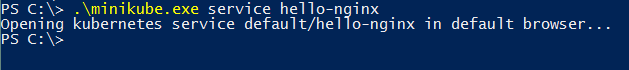 PS C:\> .\minikube.exe service hello-nginx
Opening kubernetes service default/hello-nginx in default browser...
PS C:\>